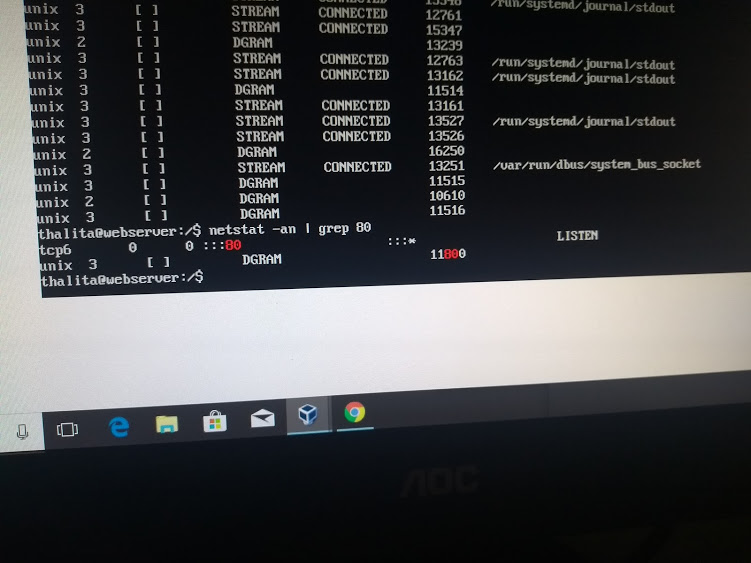 CONNECTED 13348 /run/systemd/journal/stdout
unix 3 [ ] STREAM CONNECTED 12761
unix 3 [ ] STREAM CONNECTED 15347
unix 2 [ ] DGRAM 13239
unix 3 [ ] STREAM CONNECTED 12763 /run/systemd/journal/stdout
unix 3 [ ] STREAM CONNECTED 13162 /run/systemd/journal/stdout
unix 3 [ ] DGRAM 11514
unix 3 [ ] STREAM CONNECTED 13161
unix 3 [ ] STREAM CONNECTED 13527 /run/systemd/journal/stdout
unix 3 [ ] STREAM CONNECTED 13526
unix 2 [ ] DGRAM 16250
unix 3 [ ] STREAM CONNECTED 13251 /var/run/dbus/system_bus_socket
unix 3 [ ] DGRAM 11515
unix 2 [ ] DGRAM 10610
unix 3 [ ] DGRAM 11516
thalita@webserver:/$ netstat -an | grep 80
tcp6 0 0 :::80 :::* LISTEN
unix 3 [ ] DGRAM 11800
thalita@webserver:/$
AOC